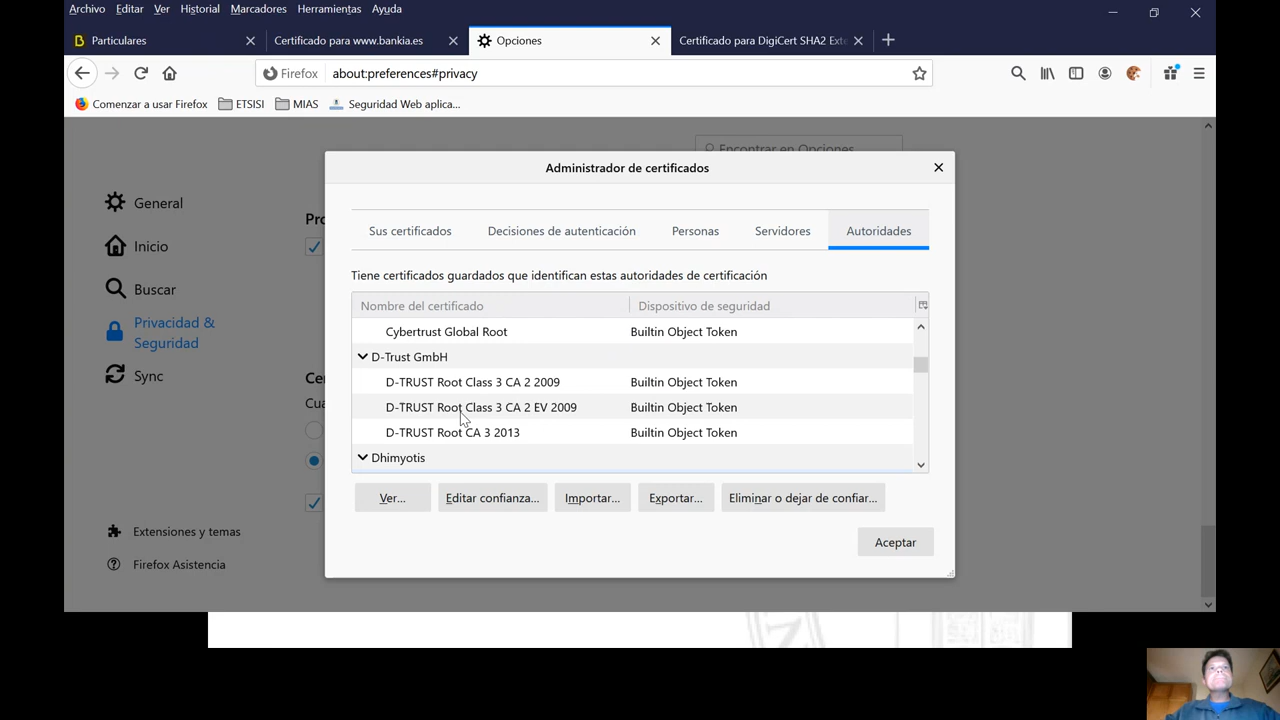 Archivo Editar Ver Historial Marcadores Herramientas Ayuda
Particulares Certificado para www.bankia.es Opciones Certificado para DigiCert SHA2 Exte
Firefox about:preferences#privacy
Comenzar a usar Firefox ETSISI MIAS Seguridad Web aplica...
Encontrar en Opciones
Administrador de certificados
General
Inicio
Buscar
Privacidad &
Seguridad
Sync
Extensiones y temas
Firefox Asistencia
Pro
Cer
Cua
Sus certificados Decisiones de autenticación Personas Servidores Autoridades
Tiene certificados guardados que identifican estas autoridades de certificación
Nombre del certificado Dispositivo de seguridad
Cybertrust Global Root Builtin Object Token
D-Trust GmbH
D-TRUST Root Class 3 CA 2 2009 Builtin Object Token
D-TRUST Root Class 3 CA 2 EV 2009 Builtin Object Token
D-TRUST Root CA 3 2013 Builtin Object Token
Dhimyotis
Ver... Editar confianza... Importar... Exportar... Eliminar o dejar de confiar...
Aceptar